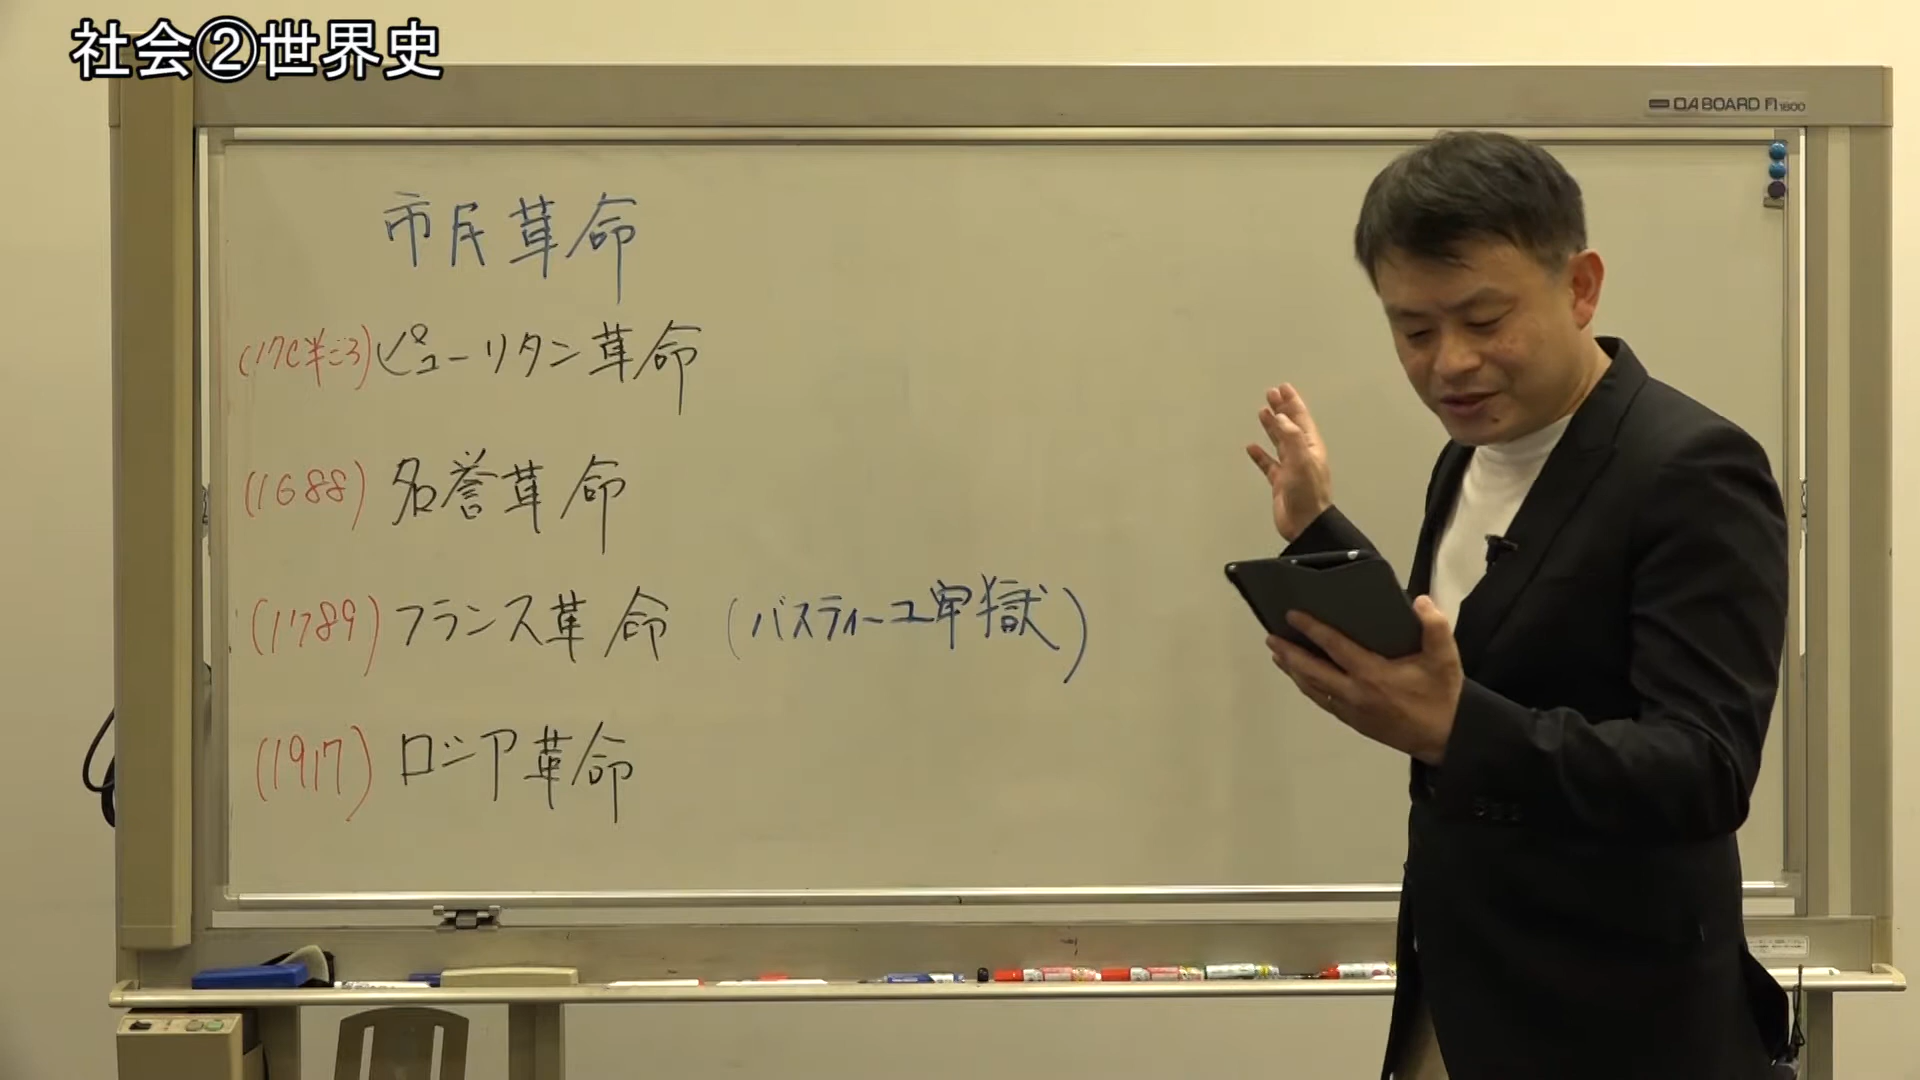 社会②世界史
OA BOARD Fi 1800
市民革命
(17C半ごろ)ピューリタン革命
(1688) 名誉革命
(1789) フランス革命 (バスティーユ牢獄)
(1917) ロシア革命